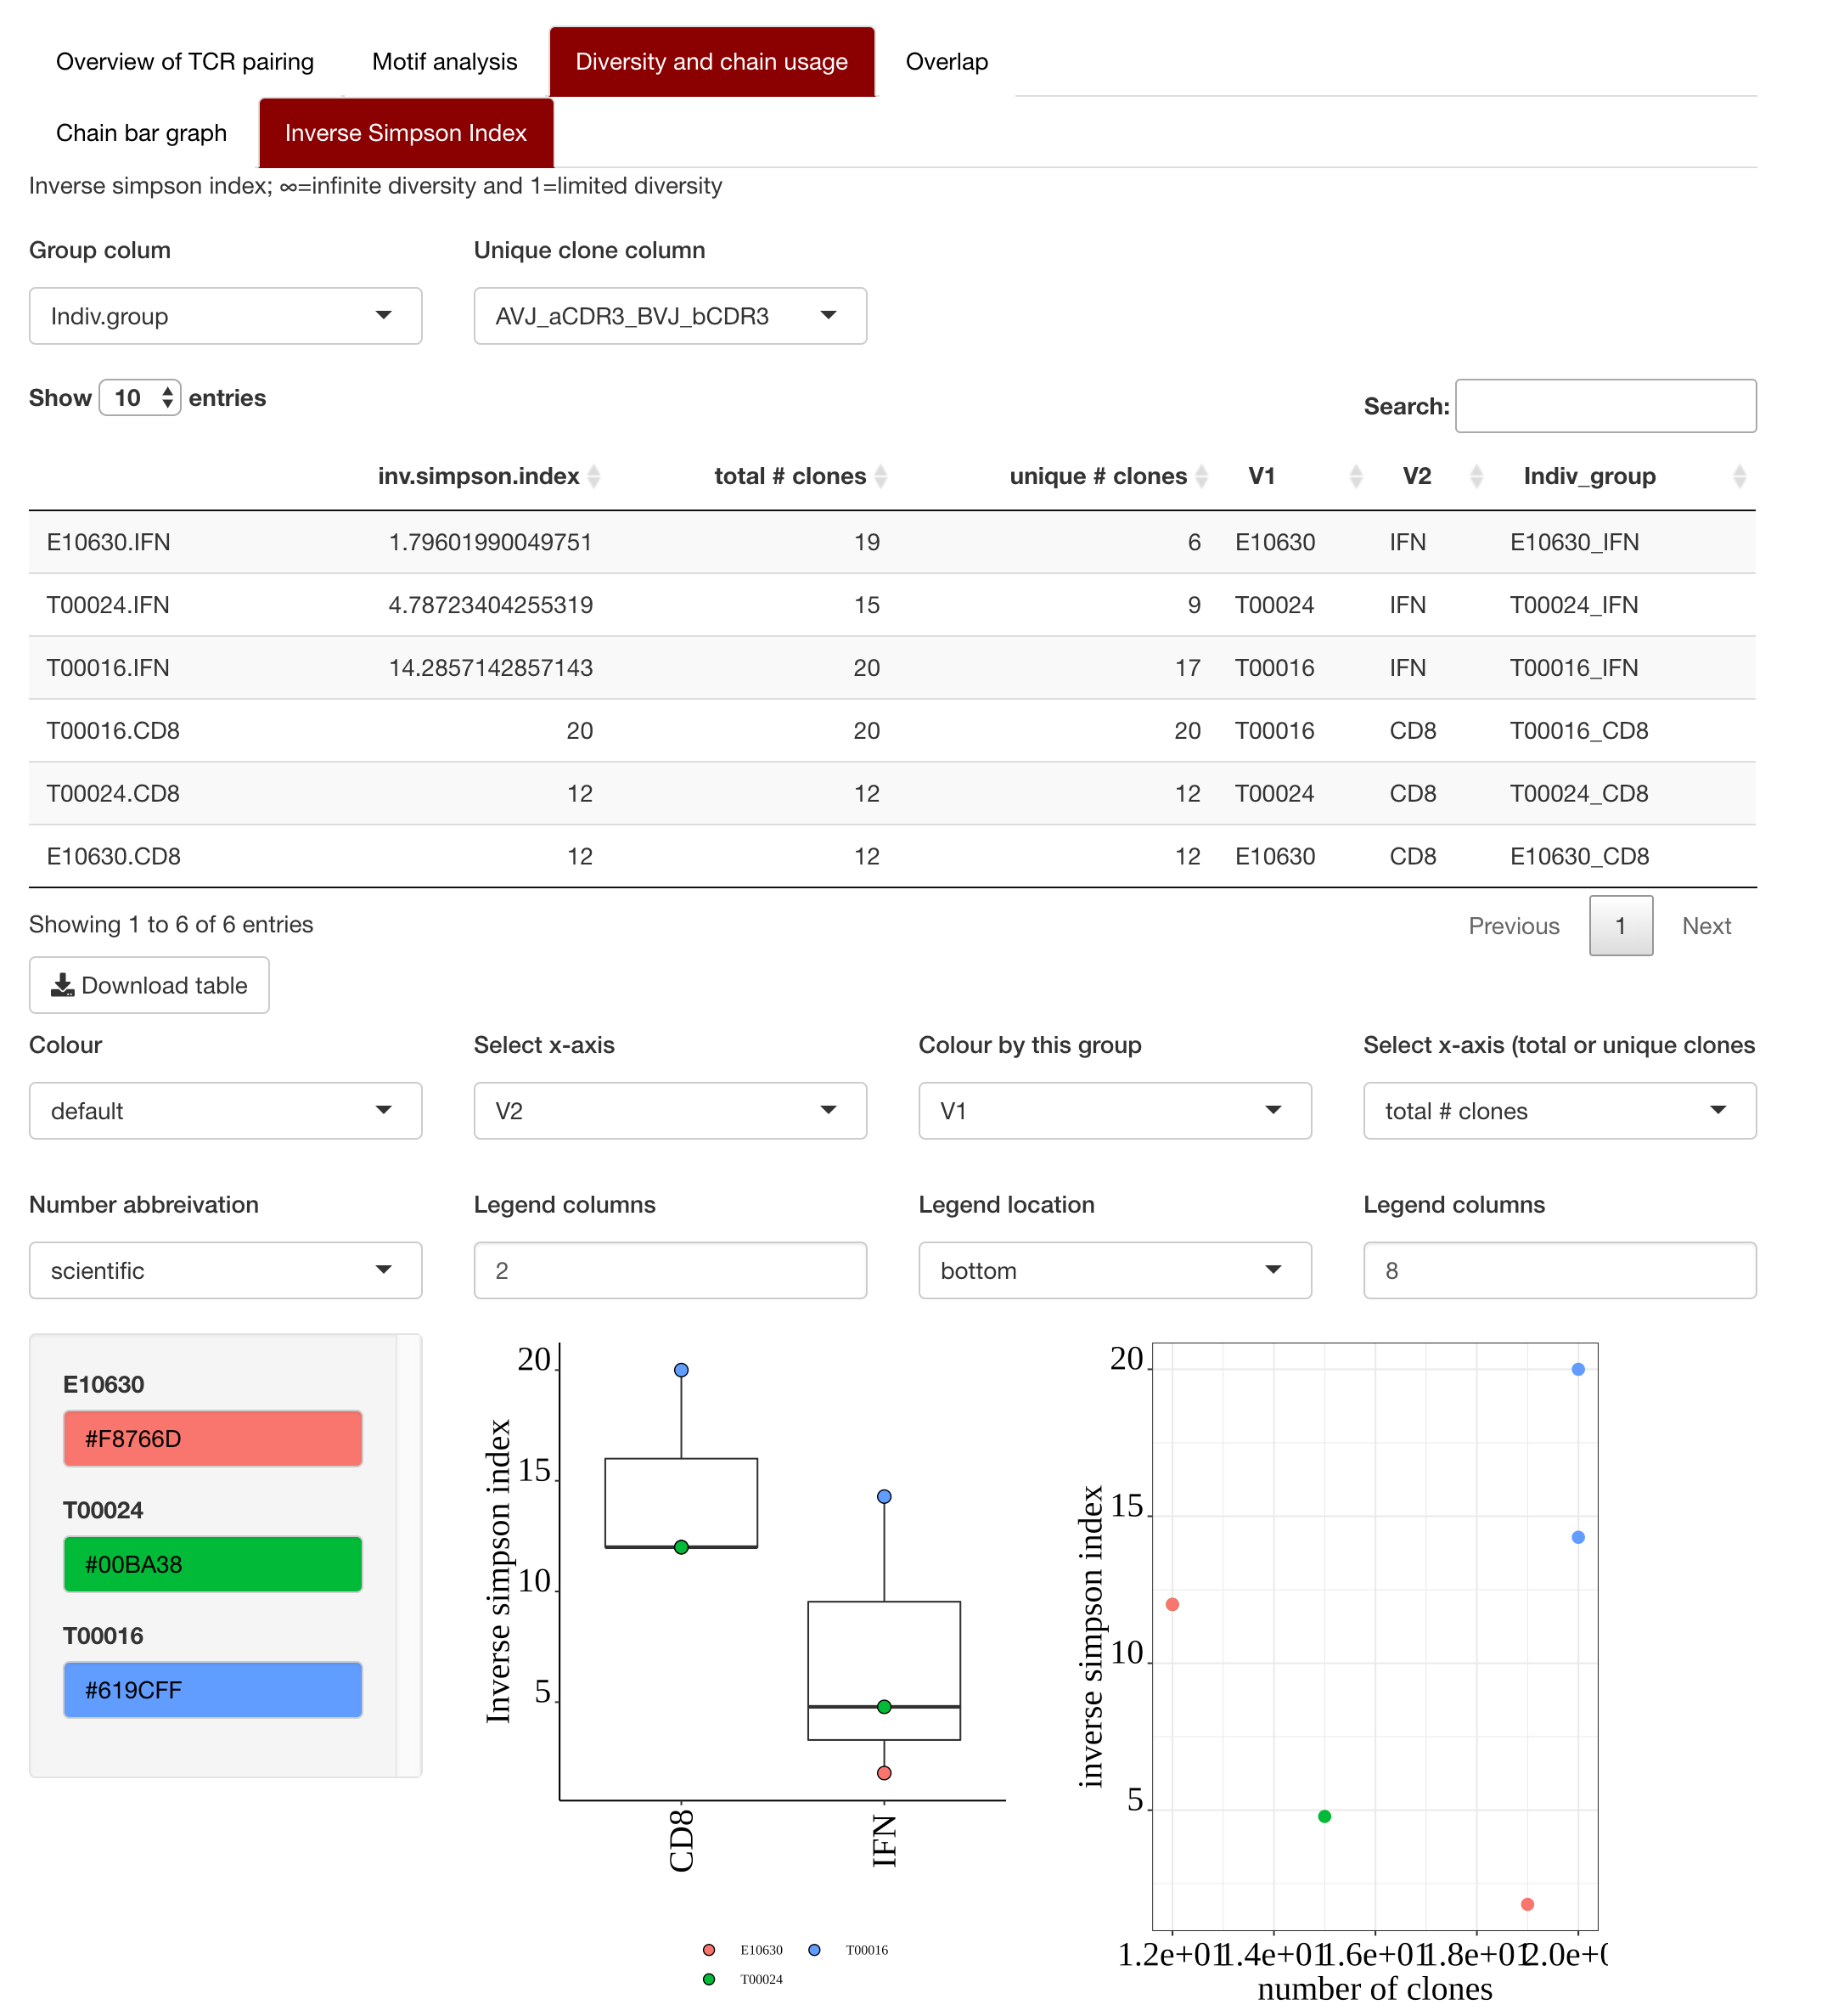 Overview of TCR pairing Motif analysis Diversity and chain usage Overlap
Chain bar graph Inverse Simpson Index
Inverse simpson index; ∞=infinite diversity and 1=limited diversity
Group colum Unique clone column
Indiv.group AVJ_aCDR3_BVJ_bCDR3
Show 10 entries Search:
inv.simpson.index total # clones unique # clones V1 V2 Indiv_group
E10630.IFN 1.79601990049751 19 6 E10630 IFN E10630_IFN
T00024.IFN 4.78723404255319 15 9 T00024 IFN T00024_IFN
T00016.IFN 14.2857142857143 20 17 T00016 IFN T00016_IFN
T00016.CD8 20 20 20 T00016 CD8 T00016_CD8
T00024.CD8 12 12 12 T00024 CD8 T00024_CD8
E10630.CD8 12 12 12 E10630 CD8 E10630_CD8
Showing 1 to 6 of 6 entries Previous 1 Next
Download table
Colour Select x-axis Colour by this group Select x-axis (total or unique clones
default V2 V1 total # clones
Number abbreivation Legend columns Legend location Legend columns
scientific 2 bottom 8
E10630
#F8766D
T00024
#00BA38
T00016
#619CFF
Inverse simpson index
20
15
10
5
CD8 IFN
E10630 T00016
T00024
inverse simpson index
20
15
10
5
1.2e+01 1.4e+01 1.6e+01 1.8e+01 2.0e+0
number of clones